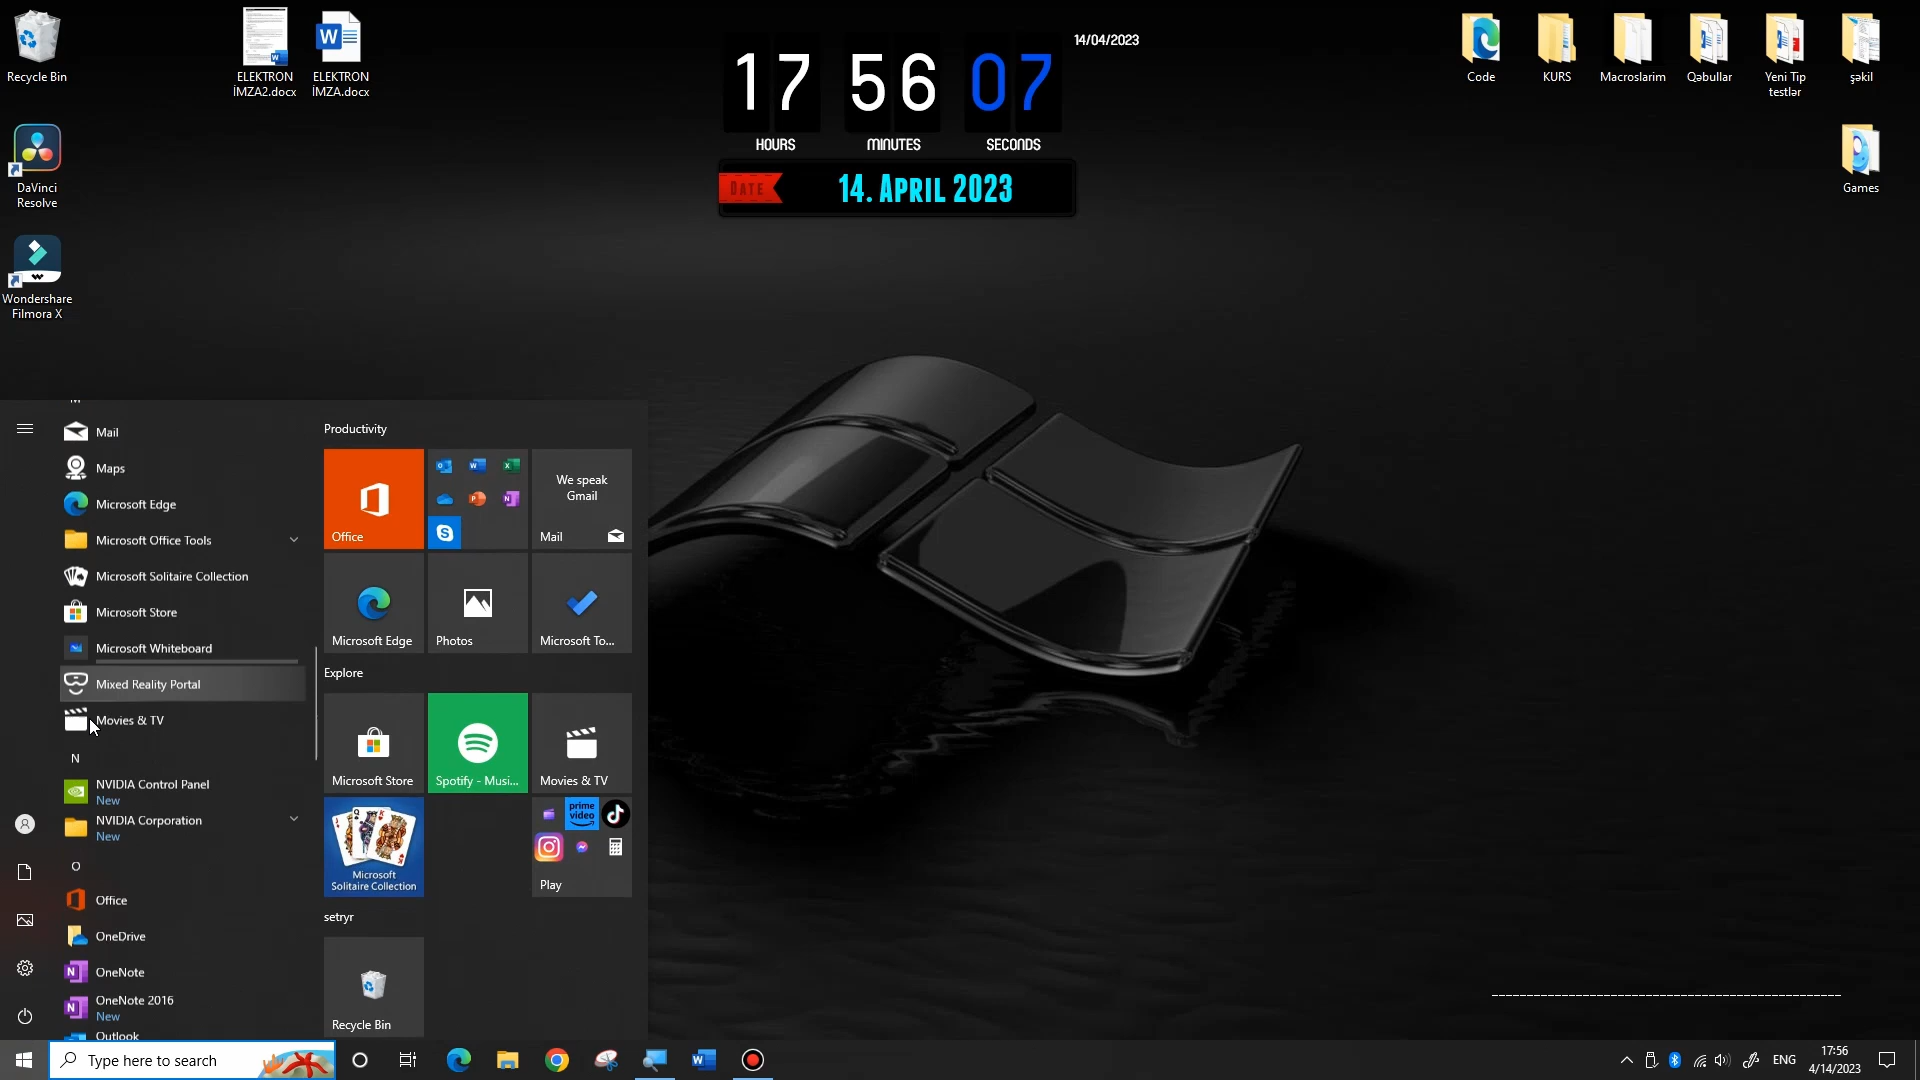 Recycle Bin
ELEKTRON
İMZA2.docx
ELEKTRON
İMZA.docx
DaVinci
Resolve
Wondershare
Filmora X
17 56 07
HOURS MINUTES SECONDS
14/04/2023
DATE
14. APRIL 2023
Code
KURS
Macroslarim
Qəbullar
Yeni Tip
testlər
şəkil
Games
M
Mail
Maps
Microsoft Edge
Microsoft Office Tools
Microsoft Solitaire Collection
Microsoft Store
Microsoft Whiteboard
Mixed Reality Portal
Movies & TV
N
NVIDIA Control Panel
New
NVIDIA Corporation
New
O
Office
OneDrive
OneNote
OneNote 2016
New
Outlook
Productivity
Office
We speak
Gmail
Mail
Microsoft Edge
Photos
Microsoft To...
Explore
Microsoft Store
Spotify - Musi...
Movies & TV
Microsoft
Solitaire Collection
prime
video
Play
setryr
Recycle Bin
Type here to search
ENG
17:56
4/14/2023